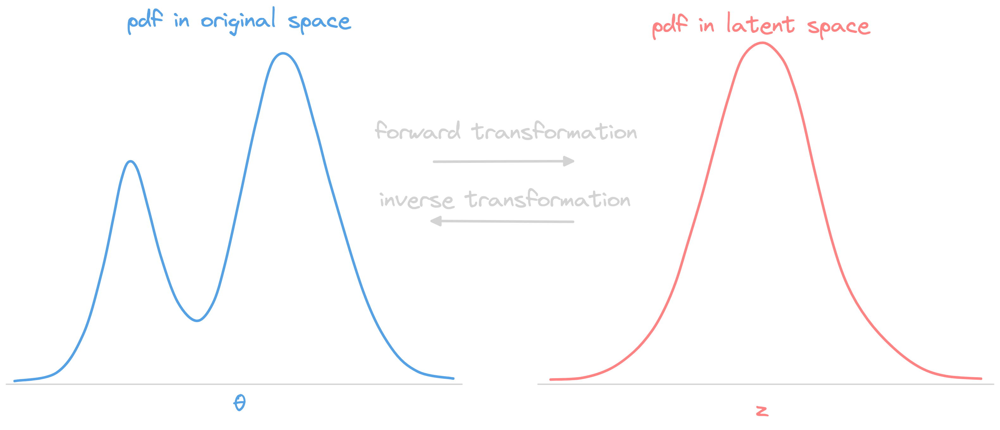 pdf in original space
pdf in latent space
forward transformation
inverse transformation
θ
z